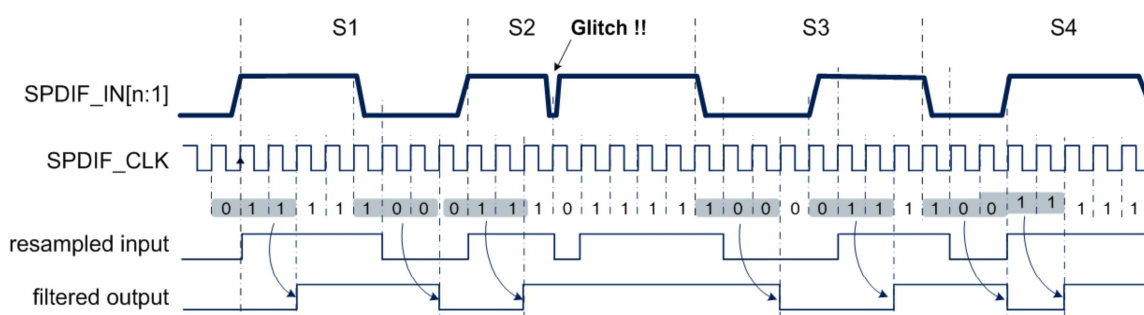 S1 S2 Glitch !! S3 S4
SPDIF_IN[n:1]
SPDIF_CLK
0 1 1 1 1 1 0 0 0 1 1 1 0 1 1 1 1 1 0 0 0 0 1 1 1 1 0 0 1 1 1 1 1
resampled input
filtered output